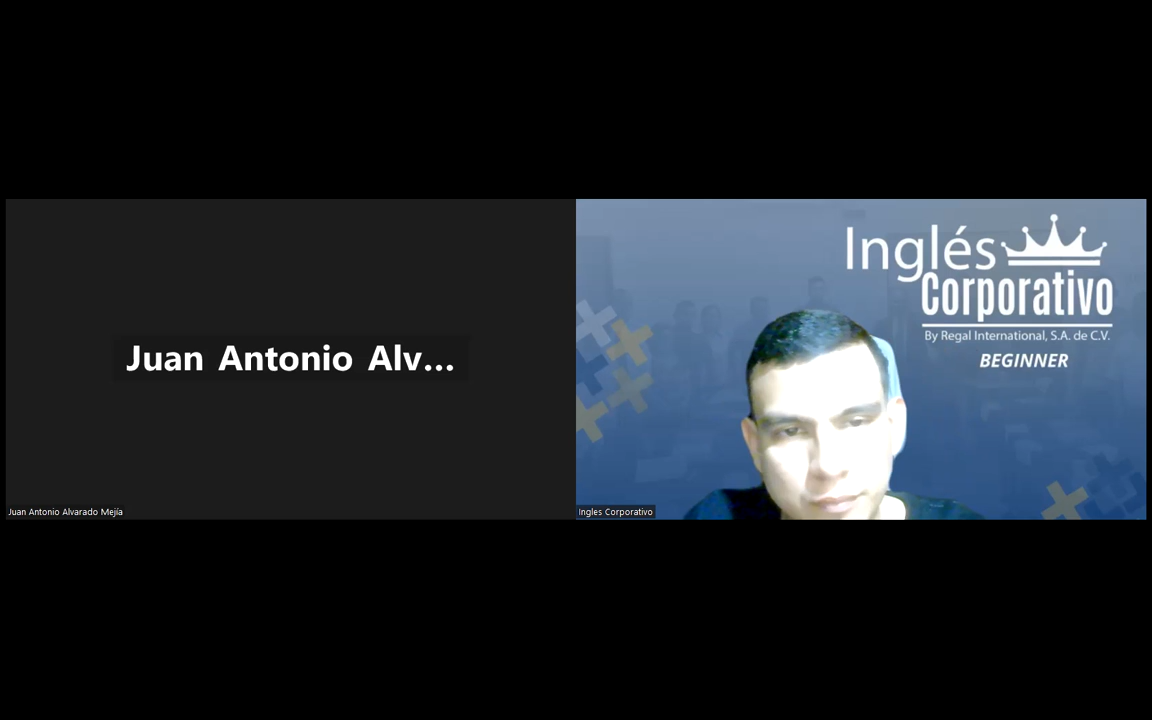 Juan Antonio Alv...
Juan Antonio Alvarado Mejía
Inglés
Corporativo
By Regal International, S.A. de C.V.
BEGINNER
Ingles Corporativo